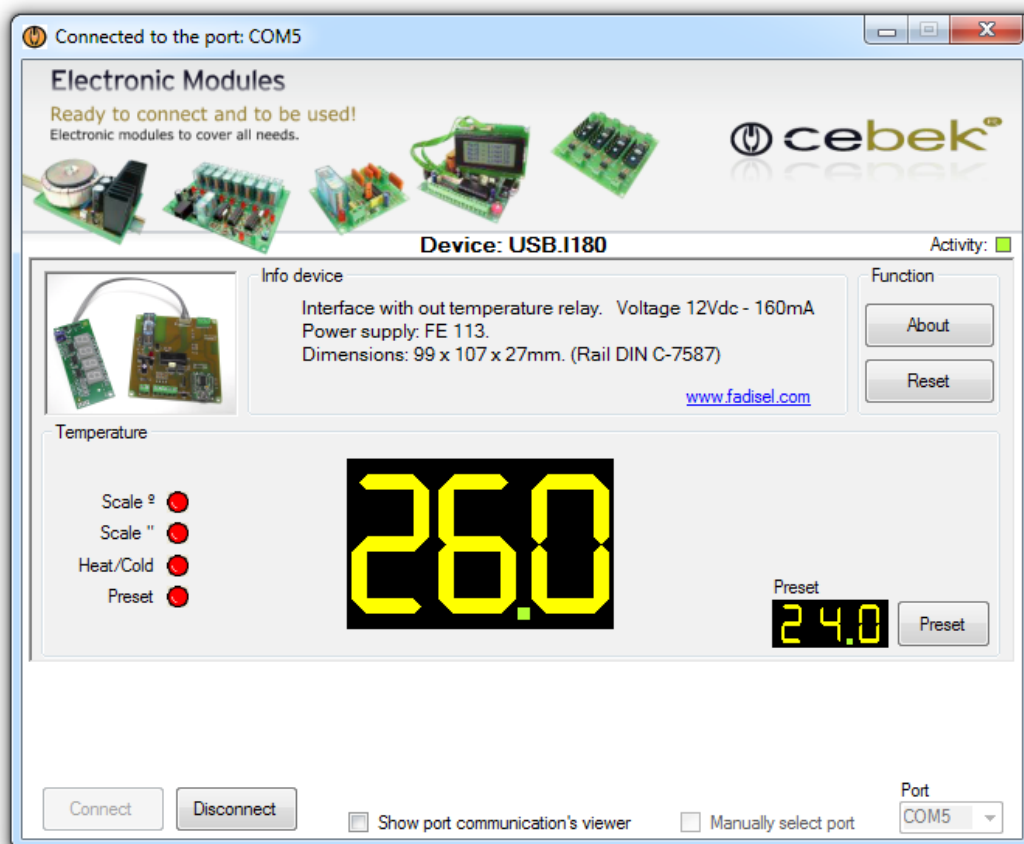 Connected to the port: COM5
Electronic Modules
Ready to connect and to be used!
Electronic modules to cover all needs.
cebek®
Device: USB.I180
Activity:
Info device
Interface with out temperature relay. Voltage 12Vdc - 160mA
Power supply: FE 113.
Dimensions: 99 x 107 x 27mm. (Rail DIN C-7587)
www.fadisel.com
Function
About
Reset
Temperature
Scale º
Scale "
Heat/Cold
Preset
26.0
Preset
24.0
Preset
Connect
Disconnect
Show port communication's viewer
Manually select port
Port
COM5